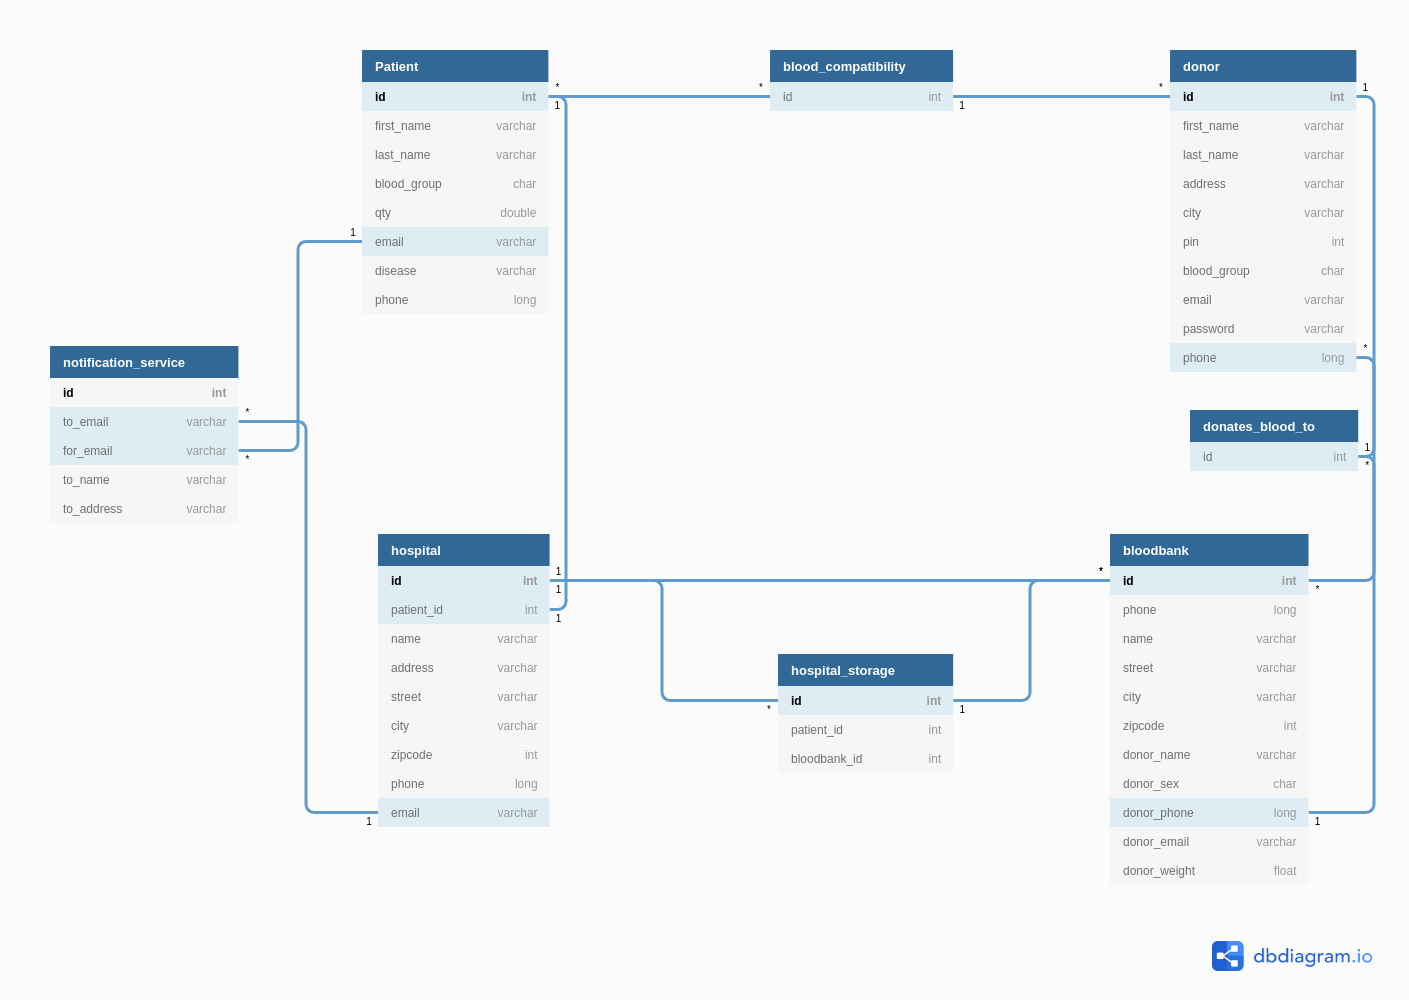 Patient
id int
first_name varchar
last_name varchar
blood_group char
qty double
email varchar
disease varchar
phone long
* 1
1
blood_compatibility
id int
*
1
donor
id int
first_name varchar
last_name varchar
address varchar
city varchar
pin int
blood_group char
email varchar
password varchar
phone long
*
1
*
notification_service
id int
to_email varchar
for_email varchar
to_name varchar
to_address varchar
*
*
donates_blood_to
id int
1
*
hospital
id int
patient_id int
name varchar
address varchar
street varchar
city varchar
zipcode int
phone long
email varchar
1
1
1
1
hospital_storage
id int
patient_id int
bloodbank_id int
*
1
bloodbank
id int
phone long
name varchar
street varchar
city varchar
zipcode int
donor_name varchar
donor_sex char
donor_phone long
donor_email varchar
donor_weight float
*
*
1
dbdiagram.io